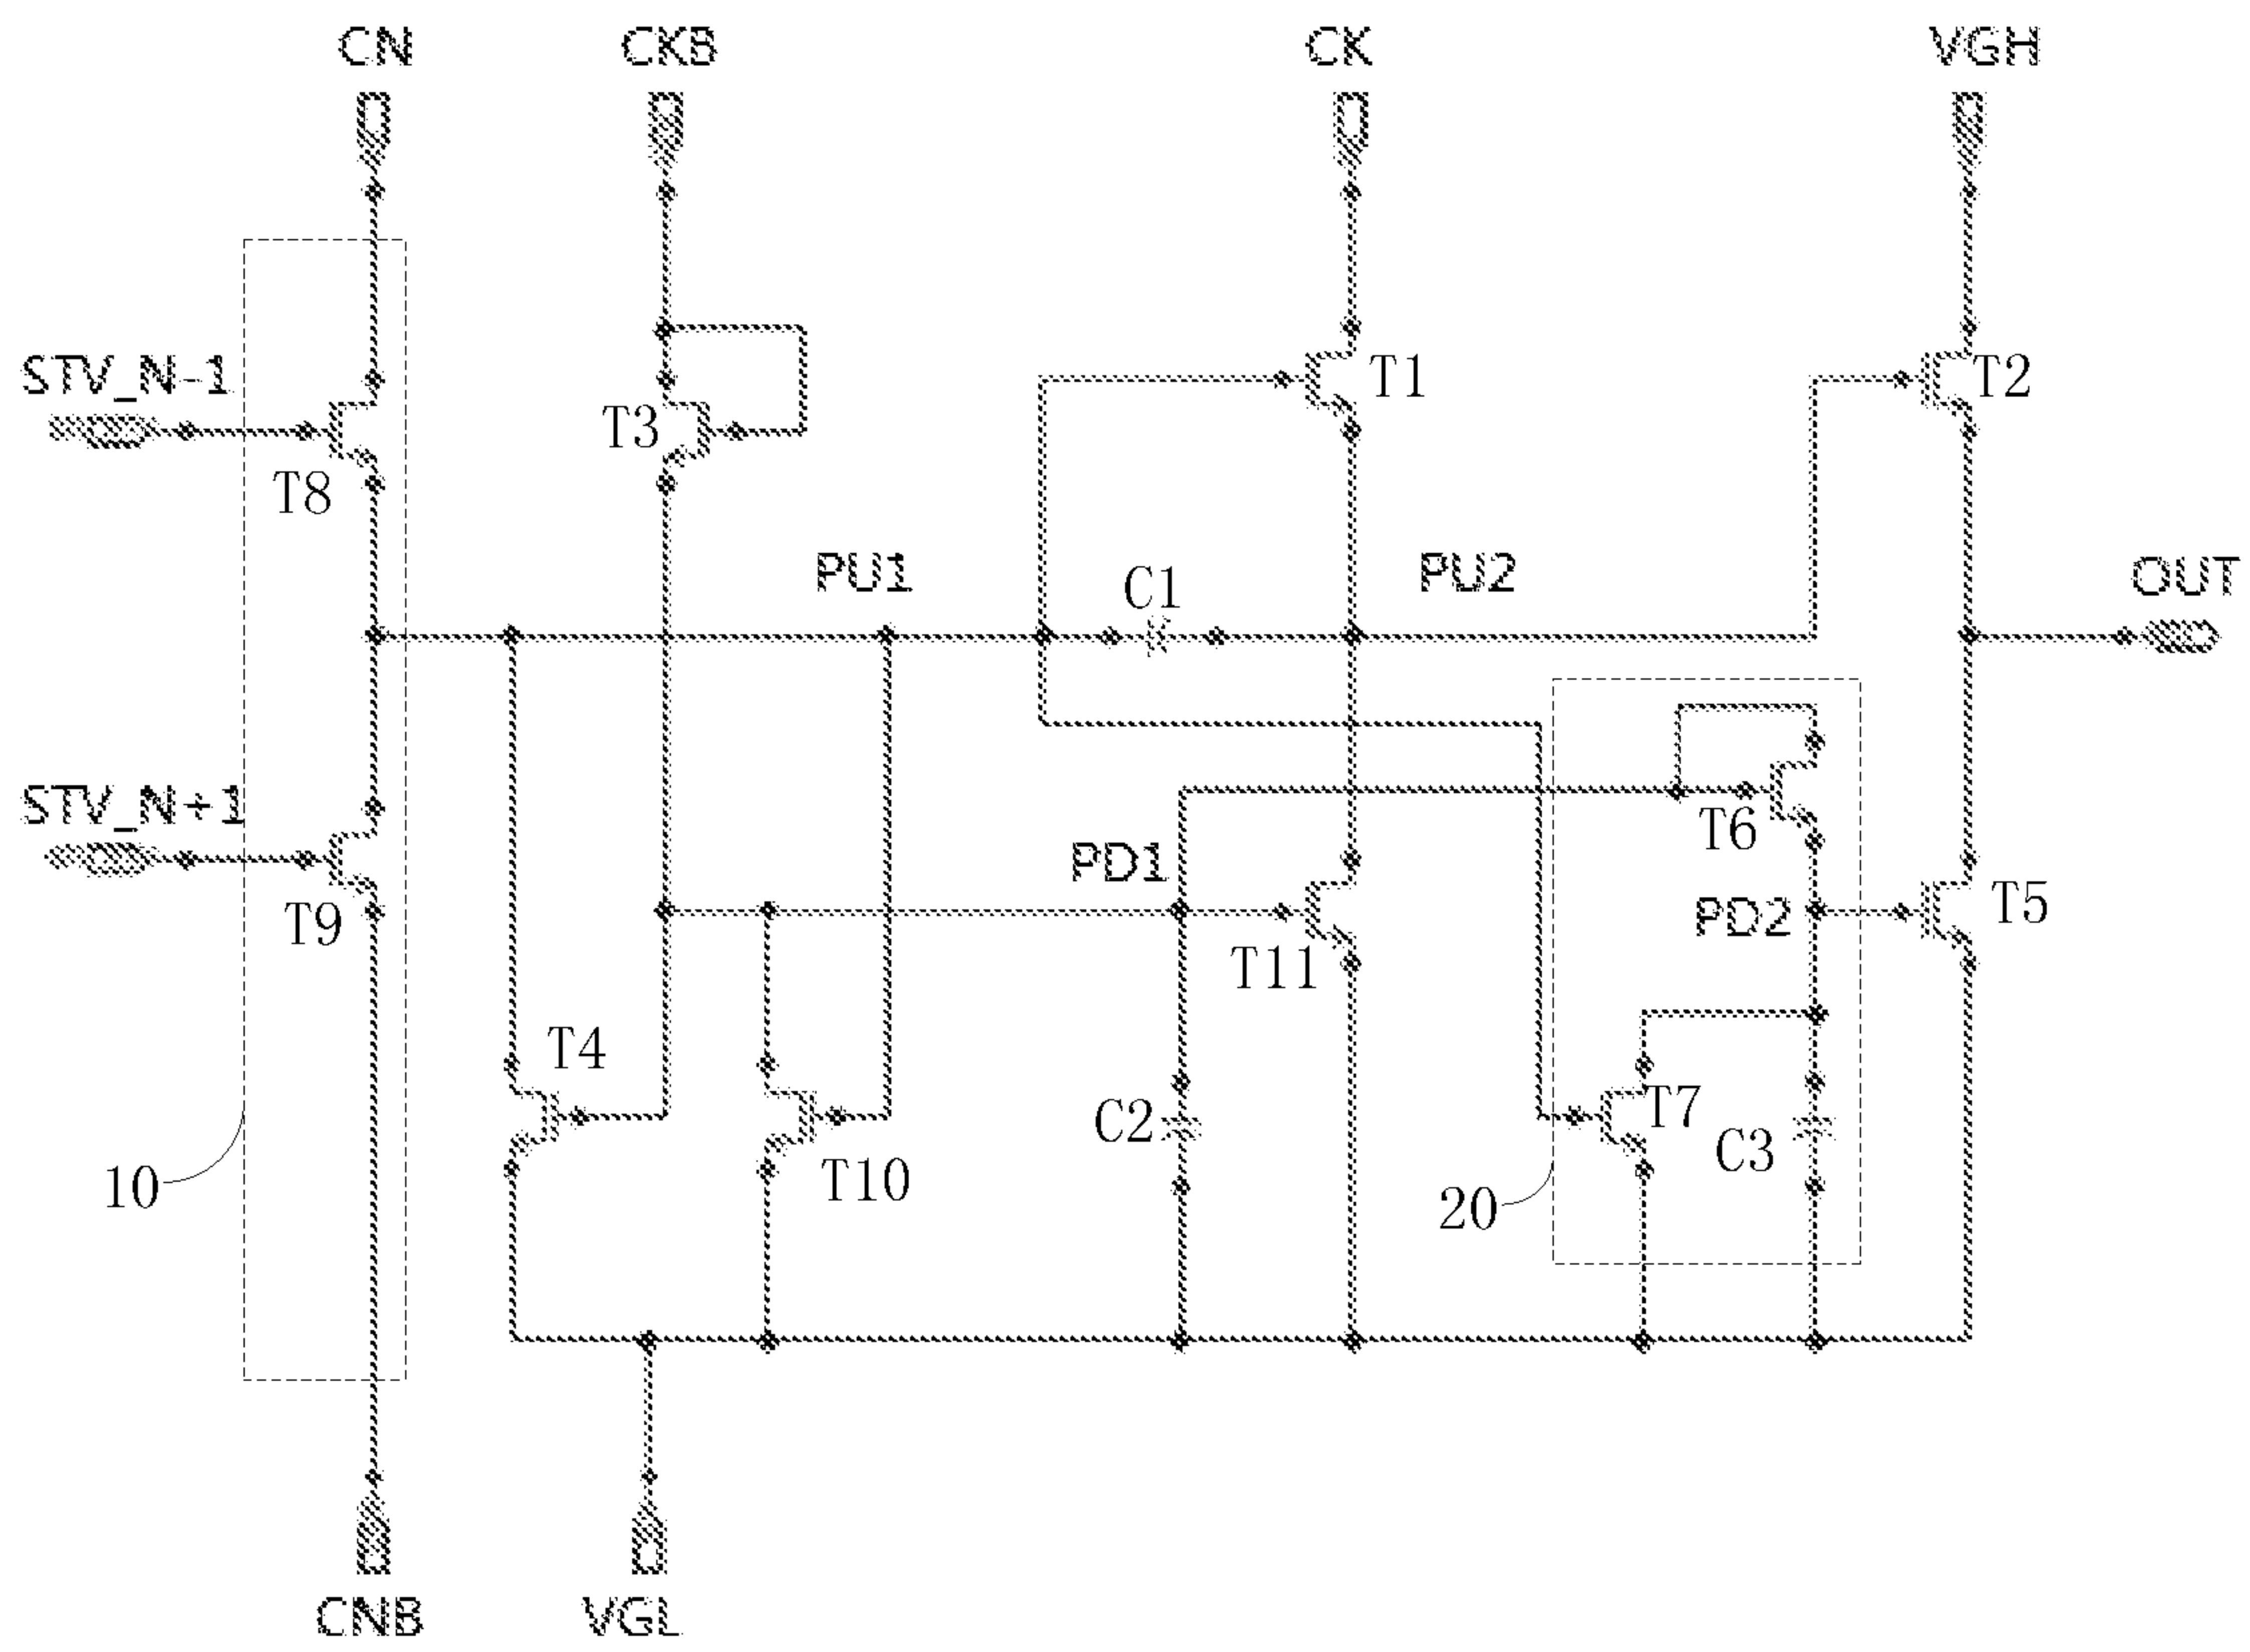 CN CKB CK VGH
STV_N-1 T8 T3 T1 T2
PU1 C1 PU2 OUT
STV_N+1 T9 PD1 T11 T6 PD2 T5
T4 T10 C2 T7 C3
10 20
CNB VGL